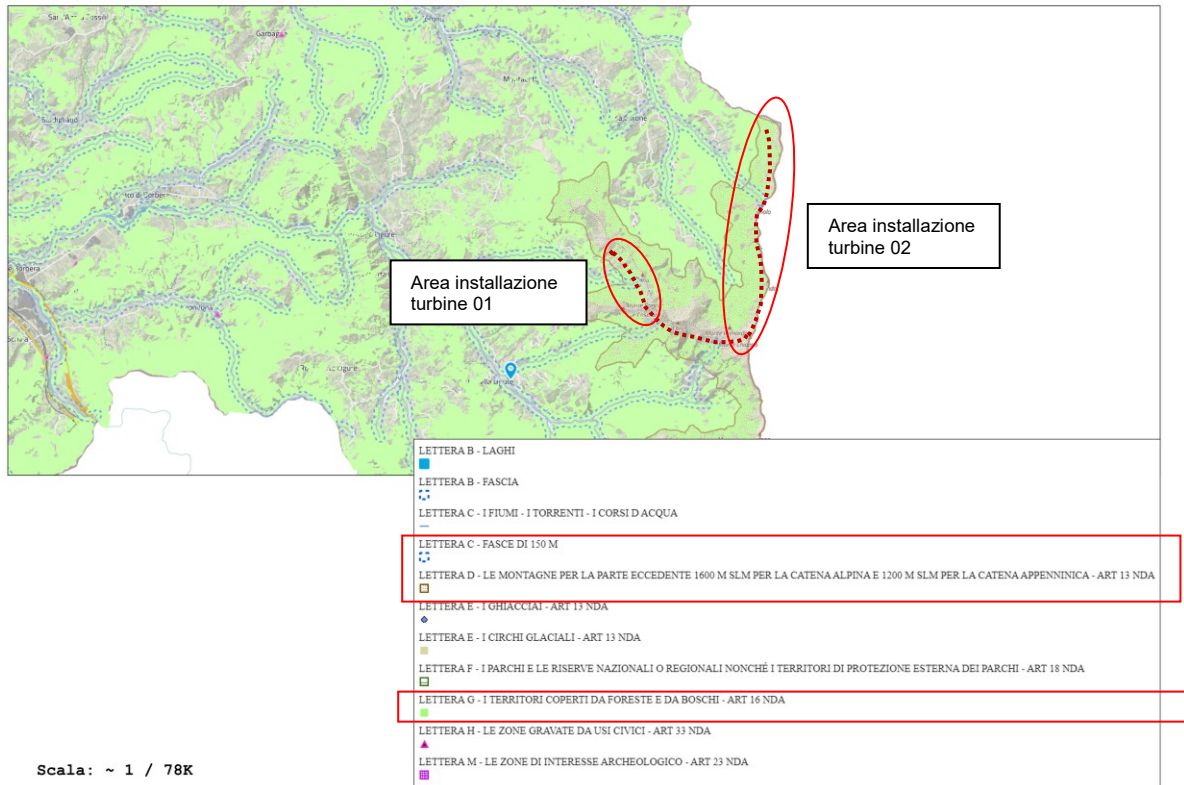 Garbag
Area installazione
turbine 02
Area installazione
turbine 01
LETTERA B - LAGHI
LETTERA B - FASCIA
LETTERA C - I FIUMI - I TORRENTI - I CORSI D ACQUA
LETTERA C - FASCE DI 150 M
LETTERA D - LE MONTAGNE PER LA PARTE ECCEDENTE 1600 M SLM PER LA CATENA ALPINA E 1200 M SLM PER LA CATENA APPENNINICA - ART 13 NDA
LETTERA E - I GHIACCIAI - ART 13 NDA
LETTERA E - I CIRCHI GLACIALI - ART 13 NDA
LETTERA F - I PARCHI E LE RISERVE NAZIONALI O REGIONALI NONCHÉ I TERRITORI DI PROTEZIONE ESTERNA DEI PARCHI - ART 18 NDA
LETTERA G - I TERRITORI COPERTI DA FORESTE E DA BOSCHI - ART 16 NDA
LETTERA H - LE ZONE GRAVATE DA USI CIVICI - ART 33 NDA
LETTERA M - LE ZONE DI INTERESSE ARCHEOLOGICO - ART 23 NDA
Scala: ~ 1 / 78K